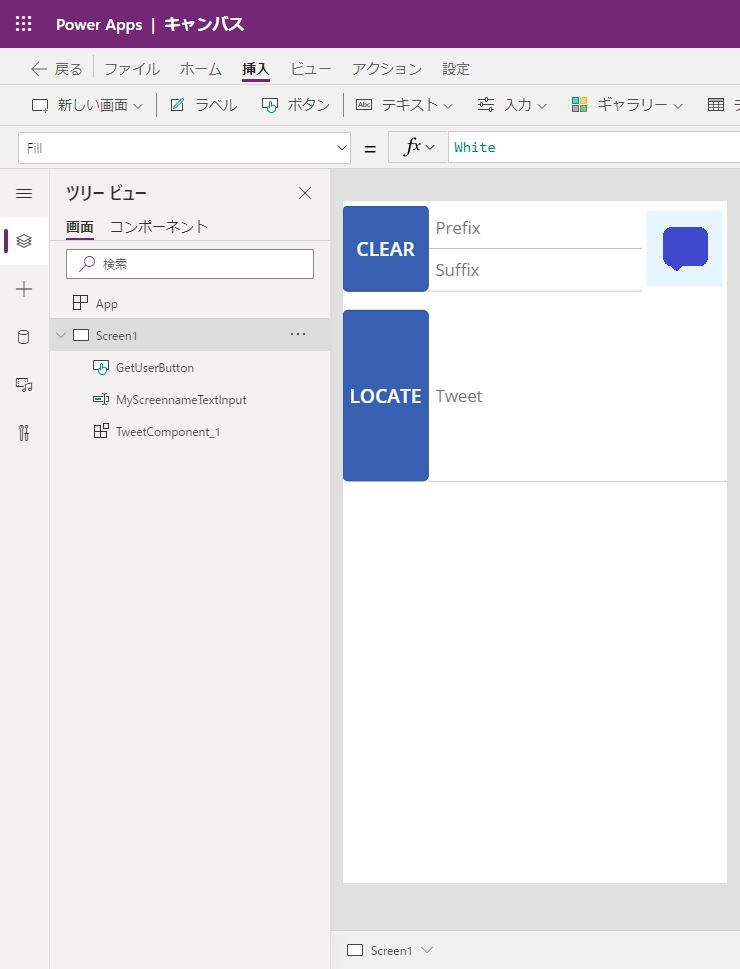 Power Apps | キャンバス
戻る ファイル ホーム 挿入 ビュー アクション 設定
新しい画面 ラベル ボタン Abc テキスト 入力 ギャラリー
Fill = fx White
ツリー ビュー
画面 コンポーネント
検索
App
Screen1 ...
GetUserButton
MyScreennameTextInput
TweetComponent_1
CLEAR
Prefix
Suffix
LOCATE
Tweet
Screen1